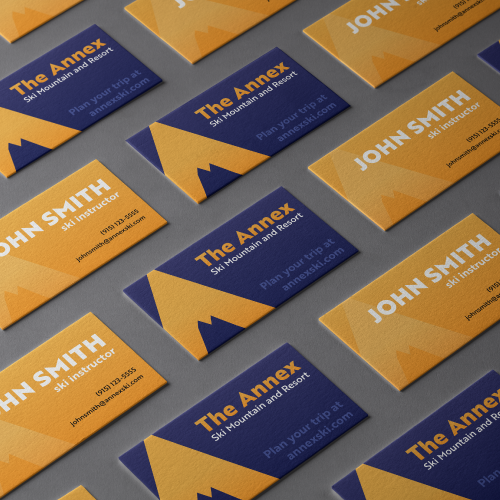 johnsmith@annexski.com
JOHN SMITH
ski instructor
(915) 123-5555
johnsmith@annexski.com
The Annex
Ski Mountain and Resort
Plan your trip at
annexski.com
The Annex
Ski Mountain and Resort
Plan your trip at
annexski.com
JOHN SMITH
ski instructor
(915) 123-5555
johnsmith@annexski.com
JOHN SMITH
ski instructor
(915) 123-5555
johnsmith@annexski.com
The Annex
Ski Mountain and Resort
Plan your trip at
annexski.com
JOHN SMITH
ski instructor
(915) 123-5555
johnsmith@annexski.com
SMITH
ski instructor
(915) 123-5555
johnsmith@annexski.com
The Annex
Ski Mountain and Resort
Plan your trip at
annexski.com
The Annex
Ski Mountain and Resort